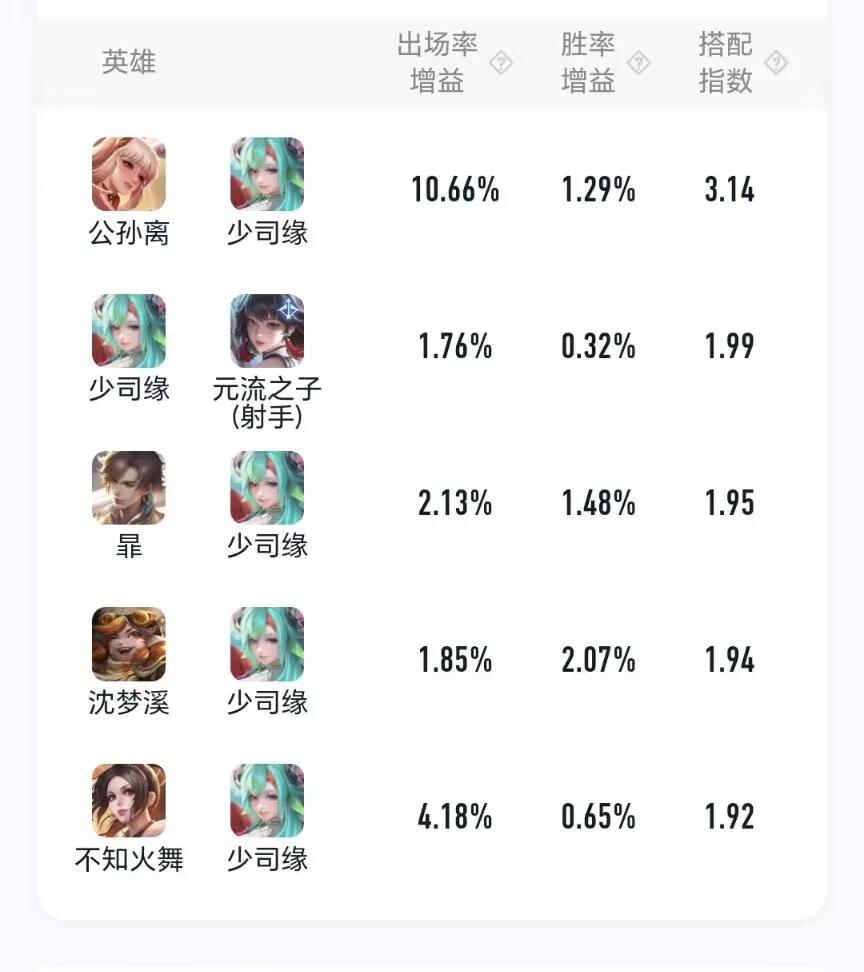 英雄
出场率
增益
胜率
增益
搭配
指数
公孙离 少司缘 10.66% 1.29% 3.14
少司缘 元流之子
(射手) 1.76% 0.32% 1.99
暃 少司缘 2.13% 1.48% 1.95
沈梦溪 少司缘 1.85% 2.07% 1.94
不知火舞 少司缘 4.18% 0.65% 1.92